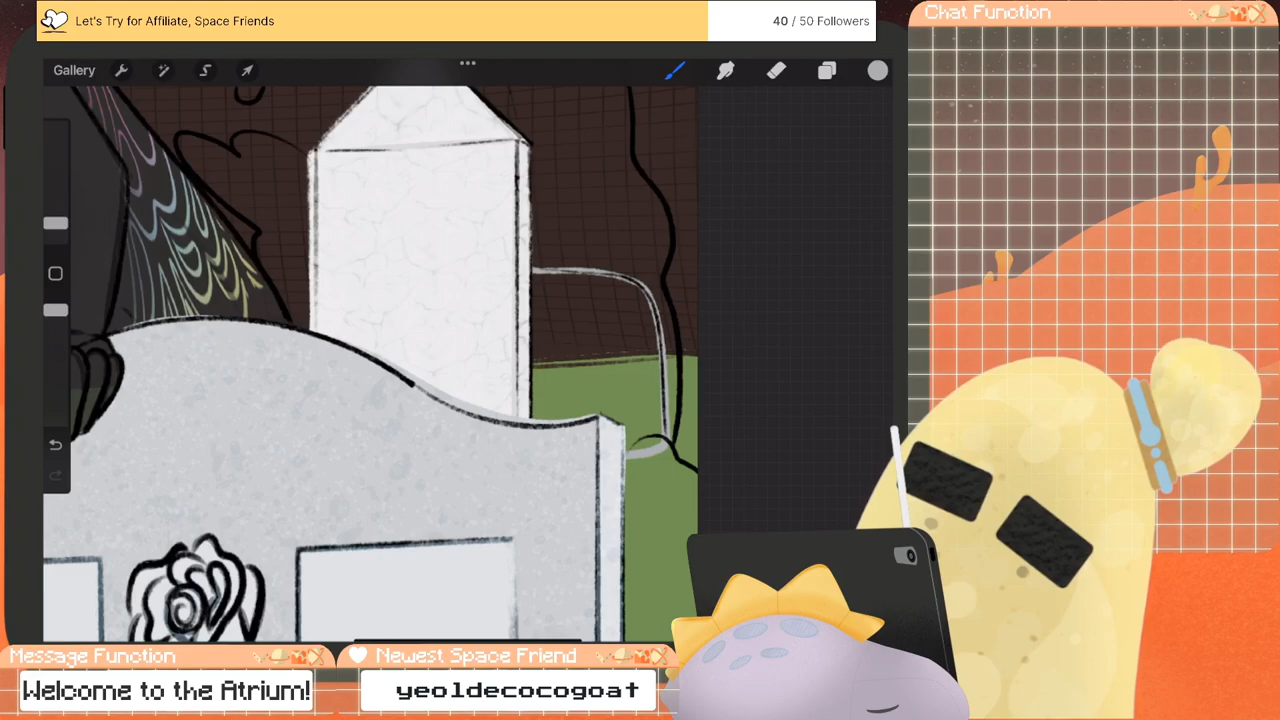 Let's Try for Affiliate, Space Friends
40 / 50 Followers
Chat Function
Gallery
Message Function
Newest Space Friend
Welcome to the Atrium!
yeoldecocogoat